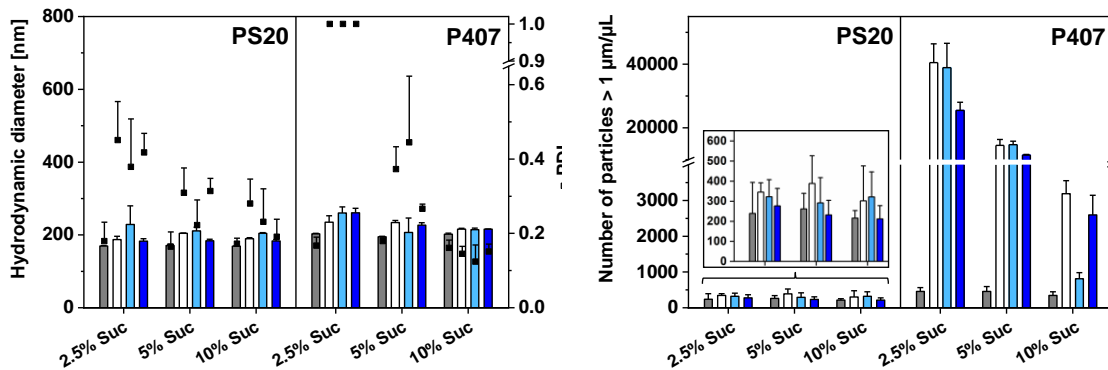 800
600
400
200
0
Hydrodynamic diameter [nm]
PS20
P407
1.0
0.8
0.6
0.4
0.2
0.0
2.5% Suc
5% Suc
10% Suc
2.5% Suc
5% Suc
10% Suc
40000
20000
3000
2000
1000
0
Number of particles > 1 µm/µL
PS20
P407
600
500
400
300
200
100
0
2.5% Suc
5% Suc
10% Suc
2.5% Suc
5% Suc
10% Suc